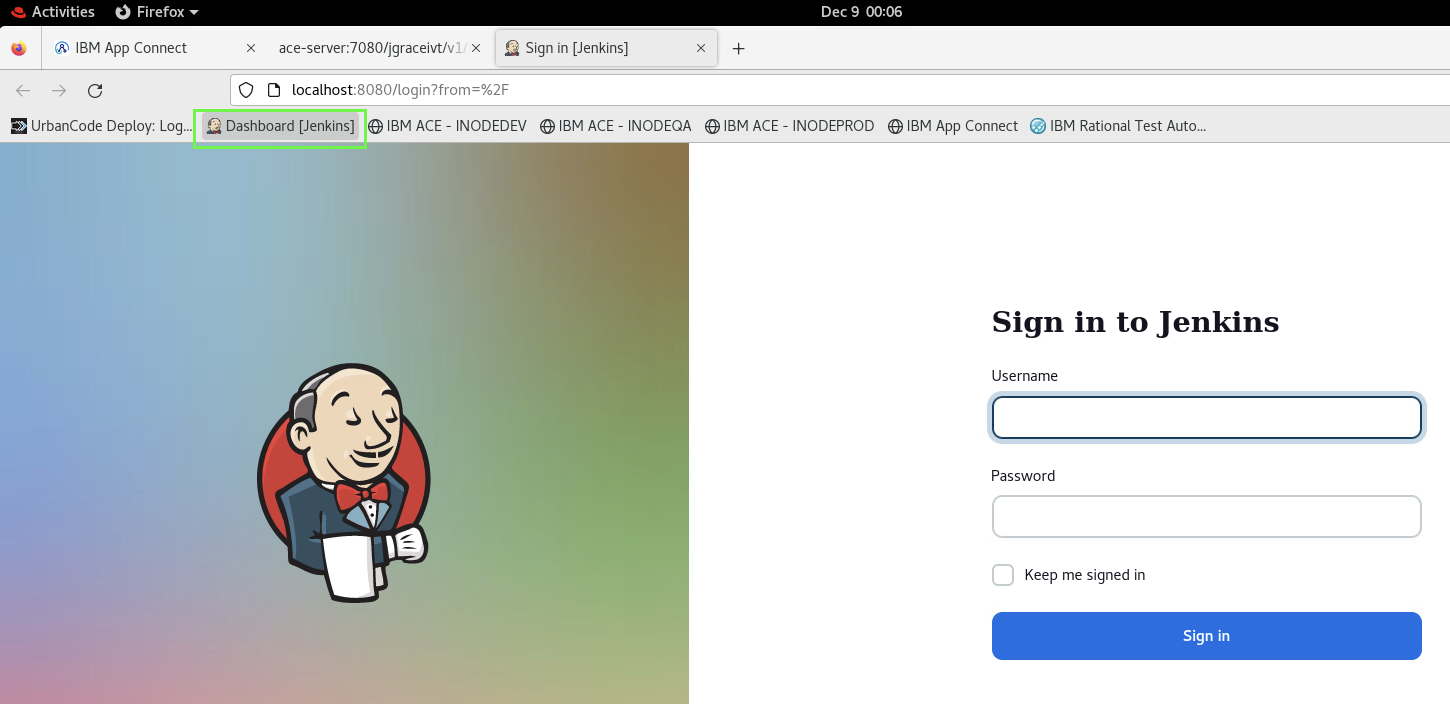 Activities Firefox Dec 9 00:06
IBM App Connect ace-server:7080/jgraceivt/v1/ Sign in [Jenkins]
localhost:8080/login?from=%2F
UrbanCode Deploy: Log... Dashboard [Jenkins] IBM ACE - INODEDEV IBM ACE - INODEQA IBM ACE - INODEPROD IBM App Connect IBM Rational Test Auto...
Sign in to Jenkins
Username
Password
Keep me signed in
Sign in